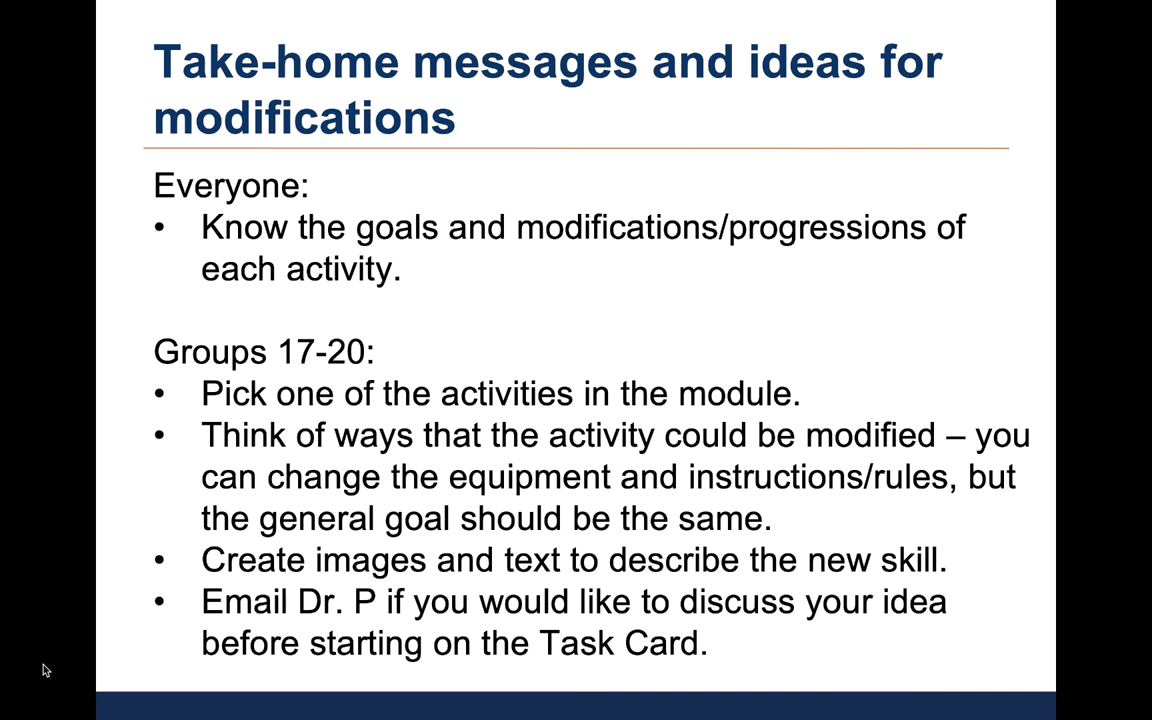 Take-home messages and ideas for
modifications
Everyone:
• Know the goals and modifications/progressions of
each activity.
Groups 17-20:
• Pick one of the activities in the module.
• Think of ways that the activity could be modified – you
can change the equipment and instructions/rules, but
the general goal should be the same.
• Create images and text to describe the new skill.
• Email Dr. P if you would like to discuss your idea
before starting on the Task Card.